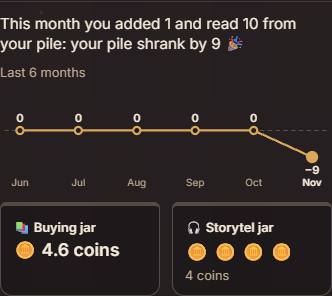 This month you added 1 and read 10 from
your pile: your pile shrank by 9 🎉
Last 6 months
0 0 0 0 0
−9
Jun Jul Aug Sep Oct Nov
Buying jar
4.6 coins
Storytel jar
4 coins